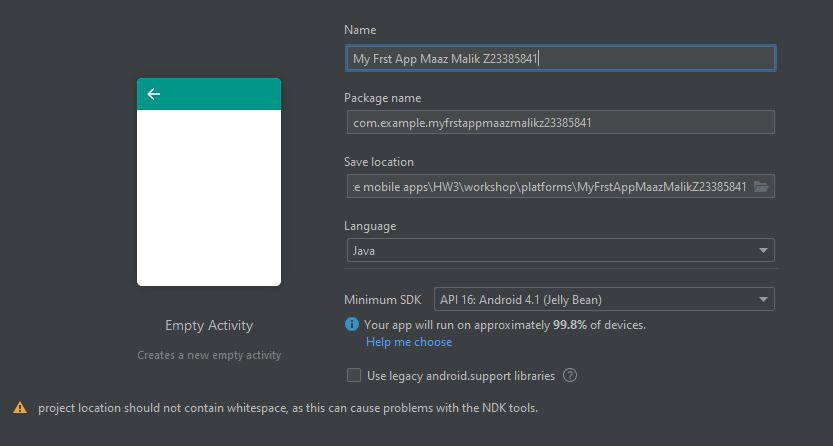 Name
My Frst App Maaz Malik Z23385841
Package name
com.example.myfrstappmaazmalikz23385841
Save location
:e mobile apps\HW3\workshop\platforms\MyFrstAppMaazMalikZ23385841
Language
Java
Minimum SDK API 16: Android 4.1 (Jelly Bean)
Your app will run on approximately 99.8% of devices.
Help me choose
Use legacy android.support libraries ?
Empty Activity
Creates a new empty activity
project location should not contain whitespace, as this can cause problems with the NDK tools.